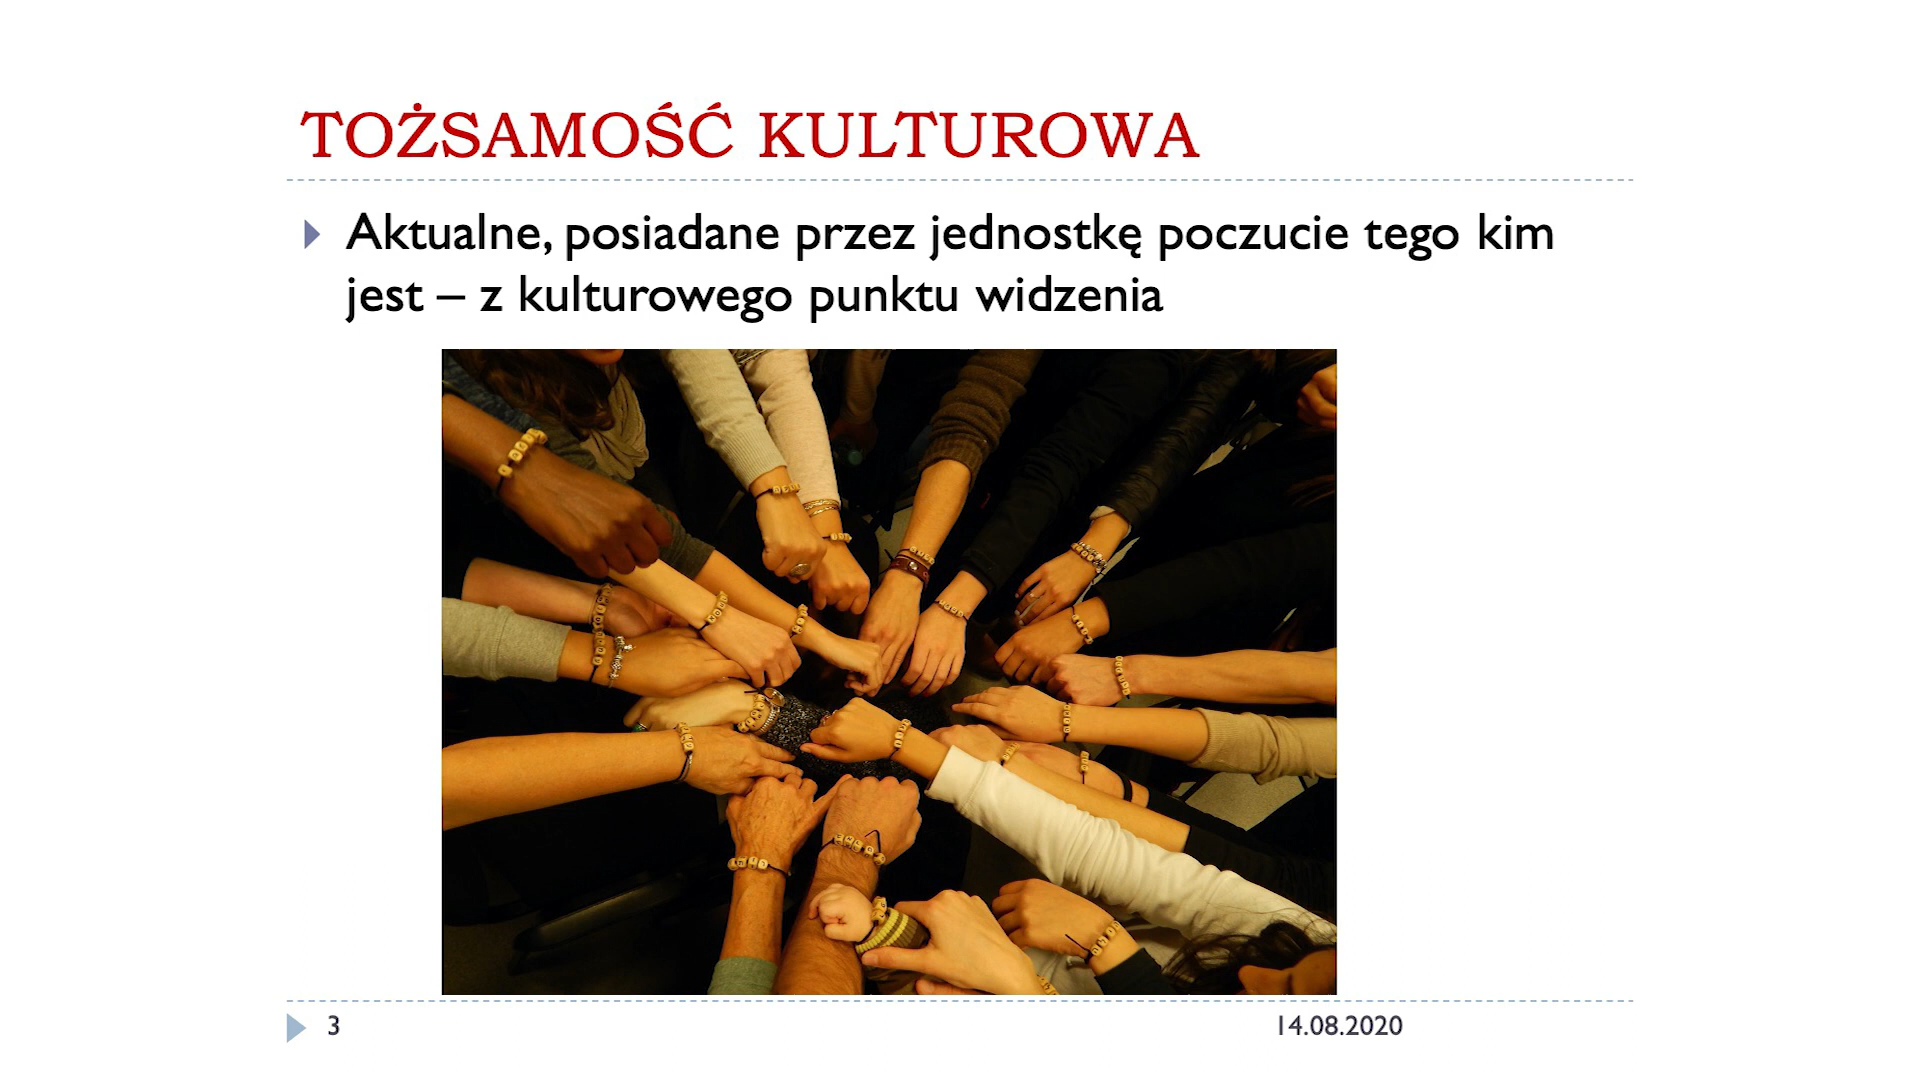 TOŻSAMOŚĆ KULTUROWA
Aktualne, posiadane przez jednostkę poczucie tego kim
jest – z kulturowego punktu widzenia
3
14.08.2020